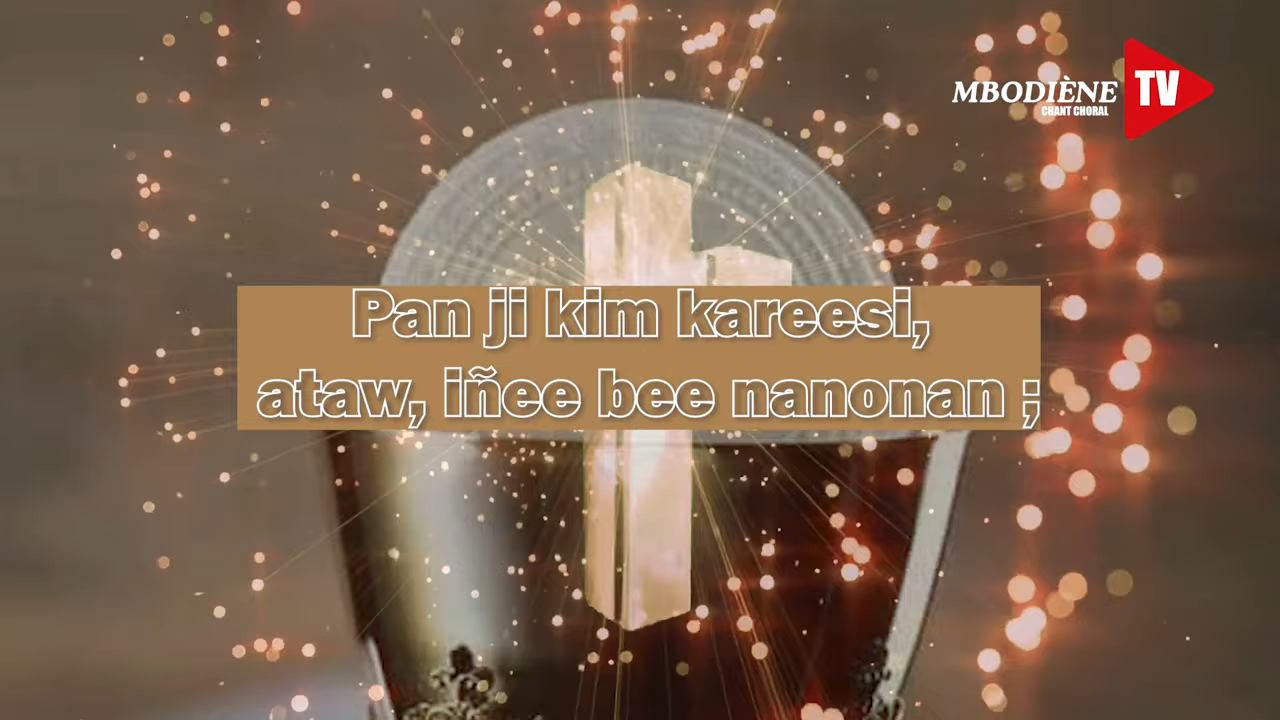 MBODIÈNE TV
CHANT CHORAL
Pan ji kim kareesi,
ataw, iñee bee nanonan ;